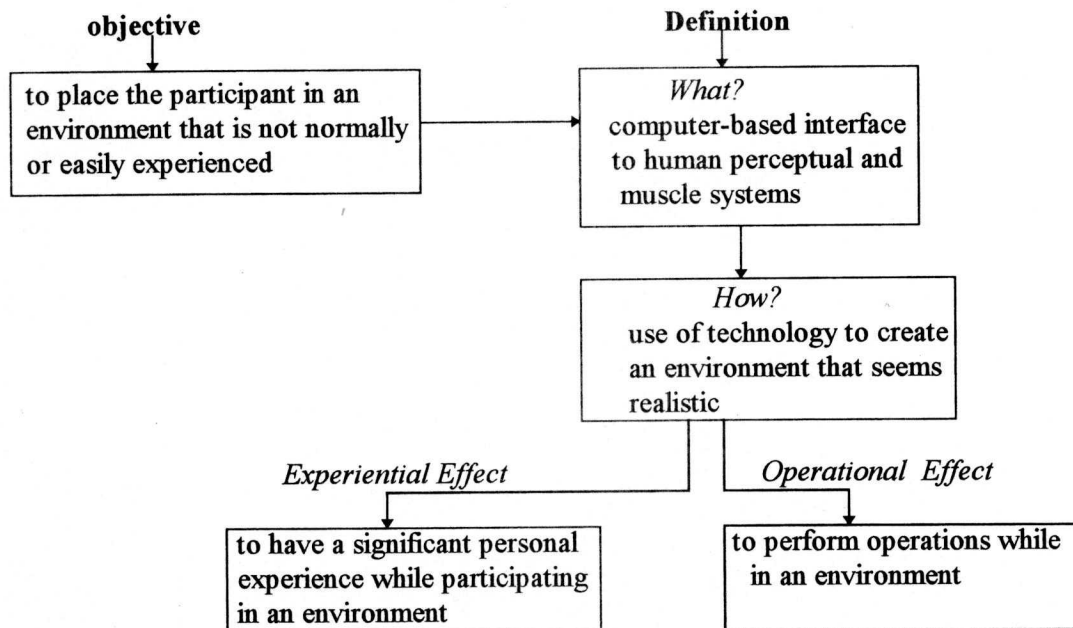 objective
to place the participant in an
environment that is not normally
or easily experienced
Definition
What?
computer-based interface
to human perceptual and
muscle systems
How?
use of technology to create
an environment that seems
realistic
Experiential Effect
Operational Effect
to have a significant personal
experience while participating
in an environment
to perform operations while
in an environment